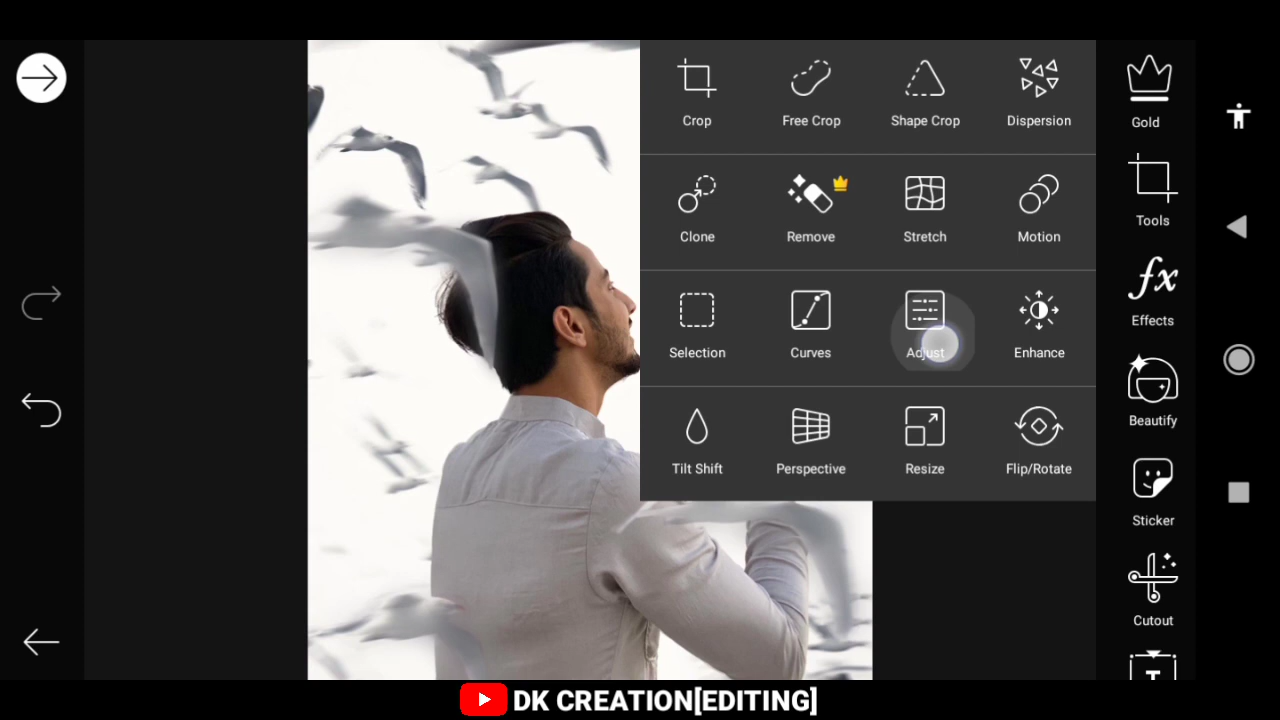 Crop
Free Crop
Shape Crop
Dispersion
Clone
Remove
Stretch
Motion
Selection
Curves
Adjust
Enhance
Tilt Shift
Perspective
Resize
Flip/Rotate
Gold
Tools
fx
Effects
Beautify
Sticker
Cutout
T
DK CREATION[EDITING]